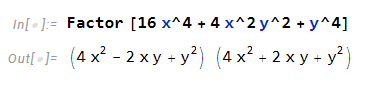 In[•]:= Factor [16 x^4 + 4 x^2 y^2 + y^4]
Out[•]= (4 x² - 2 x y + y²) (4 x² + 2 x y + y²)